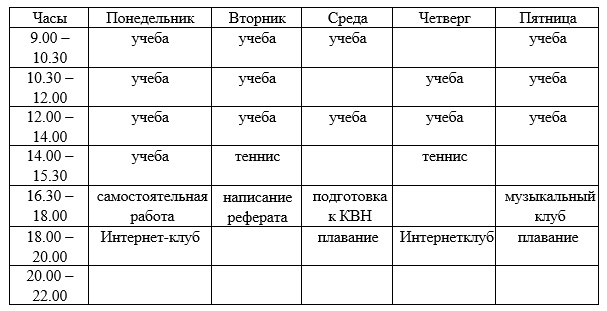 Часы Понедельник Вторник Среда Четверг Пятница
9.00 – учеба учеба учеба учеба
10.30
10.30 – учеба учеба учеба учеба
12.00
12.00 – учеба учеба учеба учеба учеба
14.00
14.00 – учеба теннис теннис
15.30
16.30 – самостоятельная написание подготовка музыкальный
18.00 работа реферата к КВН клуб
18.00 – Интернет-клуб плавание Интернетклуб плавание
20.00
20.00 –
22.00